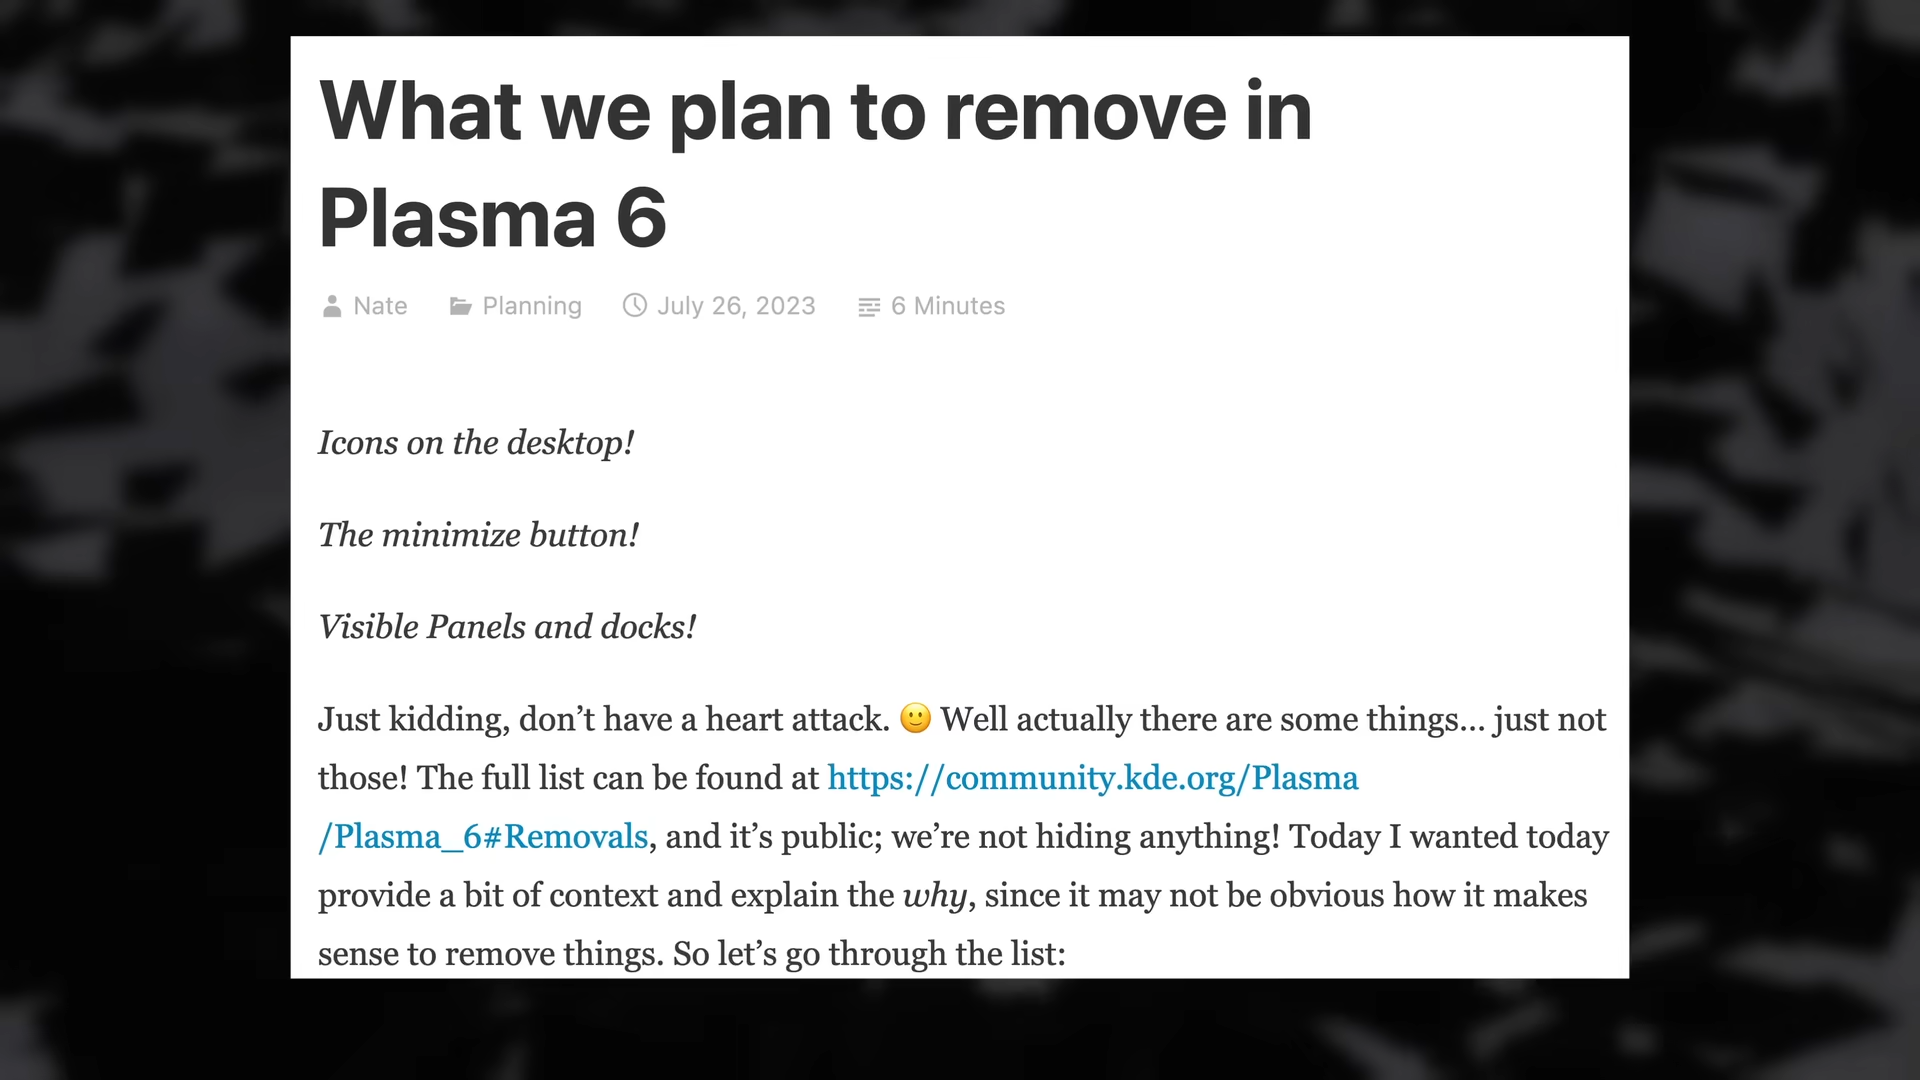 What we plan to remove in
Plasma 6
Nate Planning July 26, 2023 6 Minutes
Icons on the desktop!
The minimize button!
Visible Panels and docks!
Just kidding, don’t have a heart attack. 🙂 Well actually there are some things… just not
those! The full list can be found at https://community.kde.org/Plasma
/Plasma_6#Removals, and it’s public; we’re not hiding anything! Today I wanted today
provide a bit of context and explain the why, since it may not be obvious how it makes
sense to remove things. So let’s go through the list: